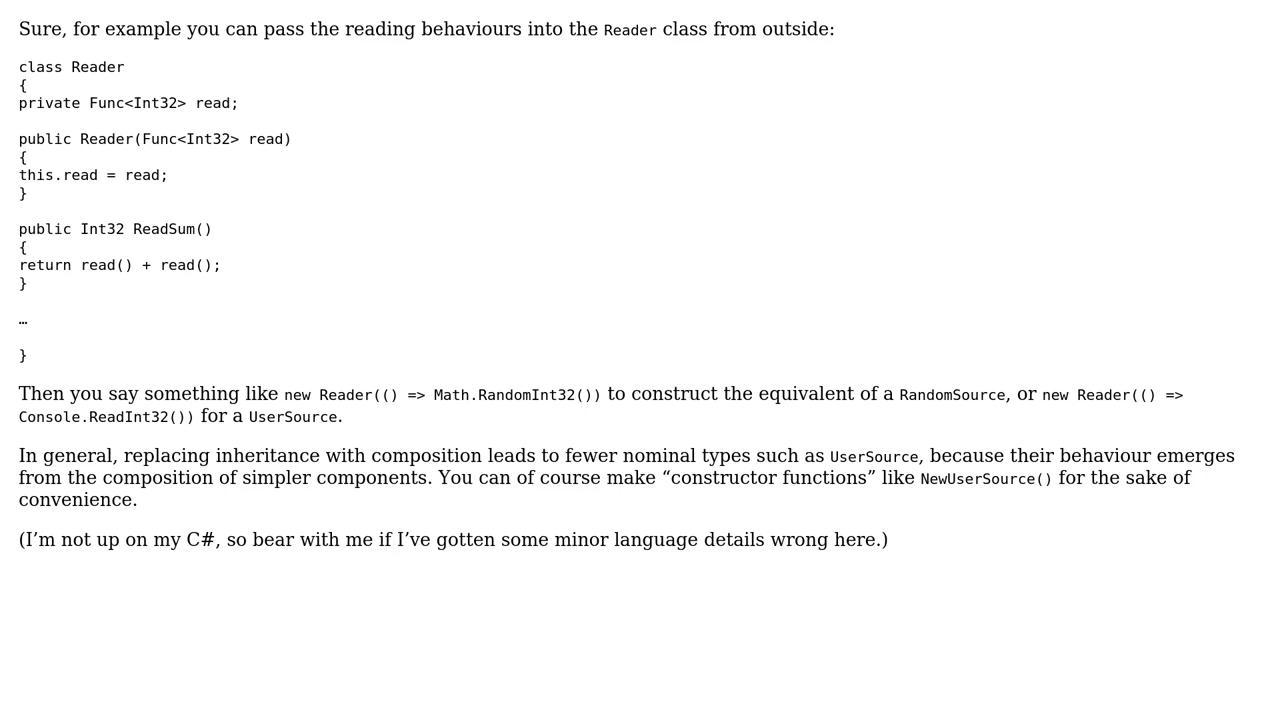 Sure, for example you can pass the reading behaviours into the Reader class from outside:
class Reader
{
private Func<Int32> read;
public Reader(Func<Int32> read)
{
this.read = read;
}
public Int32 ReadSum()
{
return read() + read();
}
…
}
Then you say something like new Reader(() => Math.RandomInt32()) to construct the equivalent of a RandomSource, or new Reader(() =>
Console.ReadInt32()) for a UserSource.
In general, replacing inheritance with composition leads to fewer nominal types such as UserSource, because their behaviour emerges
from the composition of simpler components. You can of course make “constructor functions” like NewUserSource() for the sake of
convenience.
(I’m not up on my C#, so bear with me if I’ve gotten some minor language details wrong here.)